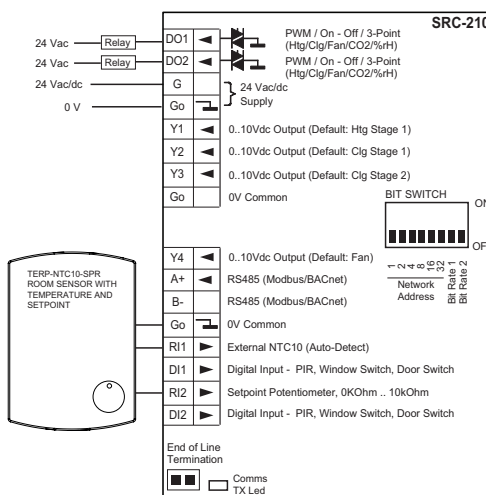 SRC-210
24 Vac
Relay
DO1
PWM / On - Off / 3-Point
(Htg/Clg/Fan/CO2/%rH)
24 Vac
Relay
DO2
PWM / On - Off / 3-Point
(Htg/Clg/Fan/CO2/%rH)
24 Vac/dc
G
24 Vac/dc
Supply
0 V
Go
Y1
0..10Vdc Output (Default: Htg Stage 1)
Y2
0..10Vdc Output (Default: Clg Stage 1)
Y3
0..10Vdc Output (Default: Clg Stage 2)
Go
0V Common
BIT SWITCH
ON
OF
1 2 4 8 16 32 Bit Rate 1 Bit Rate 2
Network
Address
Y4
0..10Vdc Output (Default: Fan)
A+
RS485 (Modbus/BACnet)
B-
RS485 (Modbus/BACnet)
Go
0V Common
RI1
External NTC10 (Auto-Detect)
DI1
Digital Input - PIR, Window Switch, Door Switch
RI2
Setpoint Potentiometer, 0KOhm .. 10kOhm
DI2
Digital Input - PIR, Window Switch, Door Switch
TERP-NTC10-SPR
ROOM SENSOR WITH
TEMPERATURE AND
SETPOINT
End of Line
Termination
Comms
TX Led